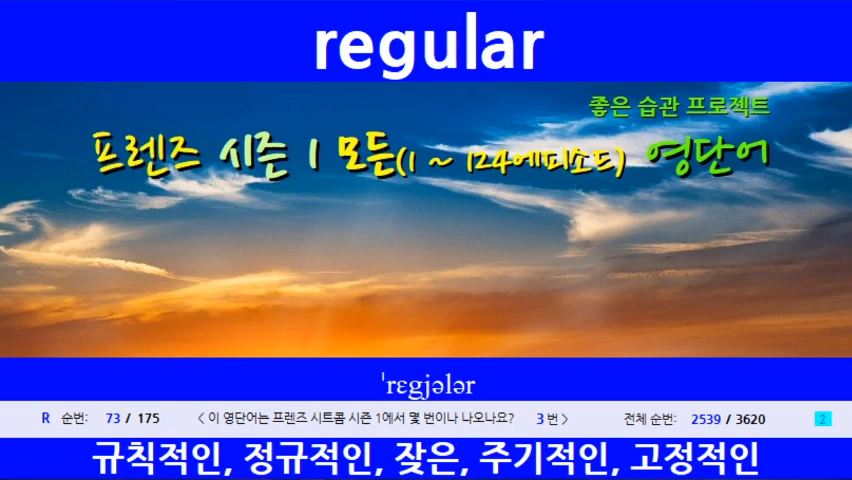 regular
좋은 습관 프로젝트
프렌즈 시즌 1 모든(1 ~ 124에피소드) 영단어
ˈrɛgjələr
R 순번: 73 / 175 < 이 영단어는 프렌즈 시트콤 시즌 1에서 몇 번이나 나오나요? 3 번 > 전체 순번: 2539 / 3620 2
규칙적인, 정규적인, 잦은, 주기적인, 고정적인